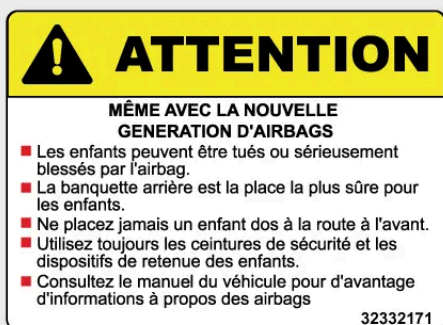 ATTENTION
MÊME AVEC LA NOUVELLE
GENERATION D'AIRBAGS
Les enfants peuvent être tués ou sérieusement
blessés par l'airbag.
La banquette arrière est la place la plus sûre pour
les enfants.
Ne placez jamais un enfant dos à la route à l'avant.
Utilisez toujours les ceintures de sécurité et les
dispositifs de retenue des enfants.
Consultez le manuel du véhicule pour d'avantage
d'informations à propos des airbags
32332171